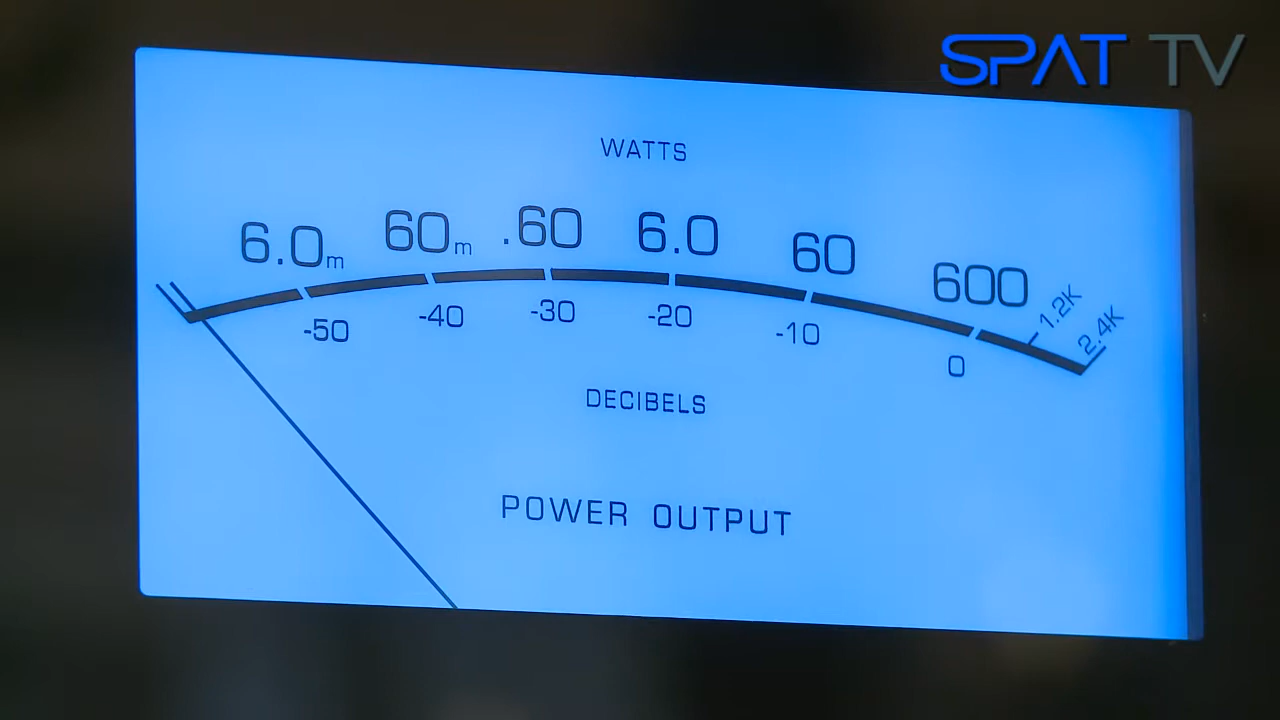 SPAT TV
WATTS
6.0m 60m .60 6.0 60 600 1.2K 2.4K
-50 -40 -30 -20 -10 0
DECIBELS
POWER OUTPUT